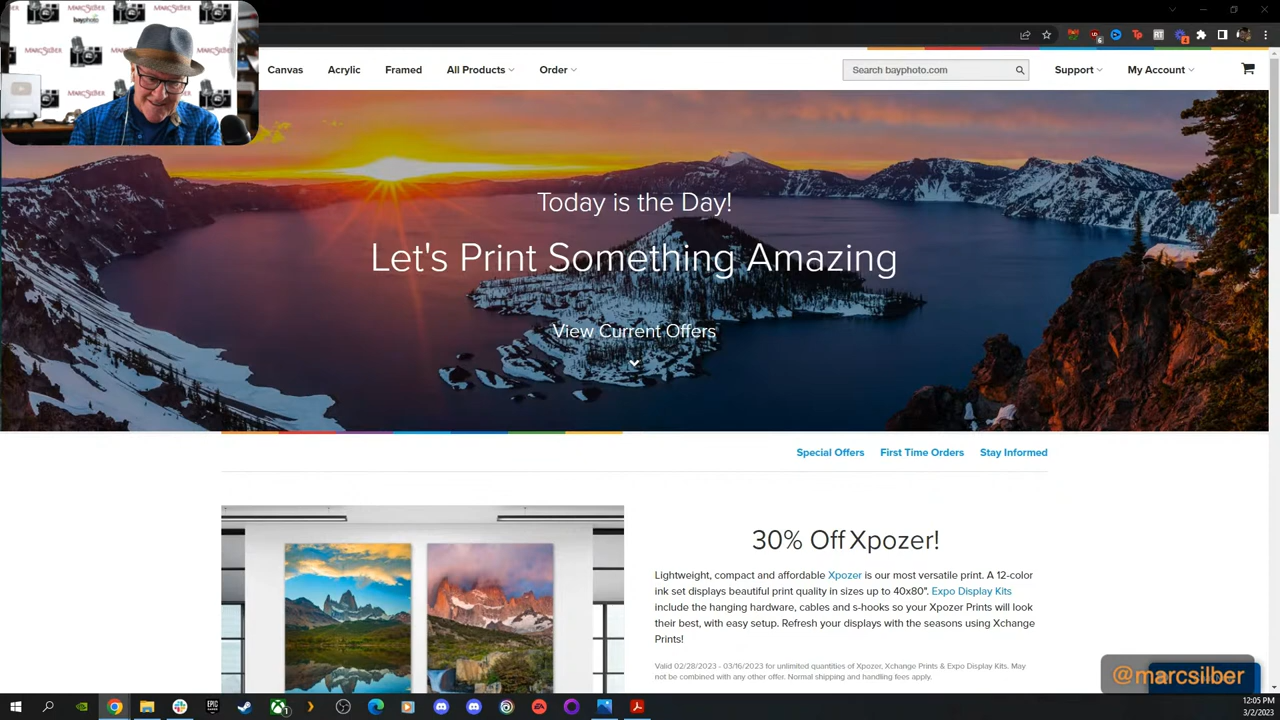 MARCSILBER
bayphoto
MARCSILBER
MARCSILBER
MARCSILBER
Canvas
Acrylic
Framed
All Products
Order
Search bayphoto.com
Support
My Account
Today is the Day!
Let's Print Something Amazing
View Current Offers
Special Offers
First Time Orders
Stay Informed
30% Off Xpozer!
Lightweight, compact and affordable Xpozer is our most versatile print. A 12-color
ink set displays beautiful print quality in sizes up to 40x80". Expo Display Kits
include the hanging hardware, cables and s-hooks so your Xpozer Prints will look
their best, with easy setup. Refresh your displays with the seasons using Xchange
Prints!
Valid 02/28/2023 - 03/16/2023 for unlimited quantities of Xpozer, Xchange Prints & Expo Display Kits. May
not be combined with any other offer. Normal shipping and handling fees apply.
@marcsilber
12:05 PM
3/2/2023